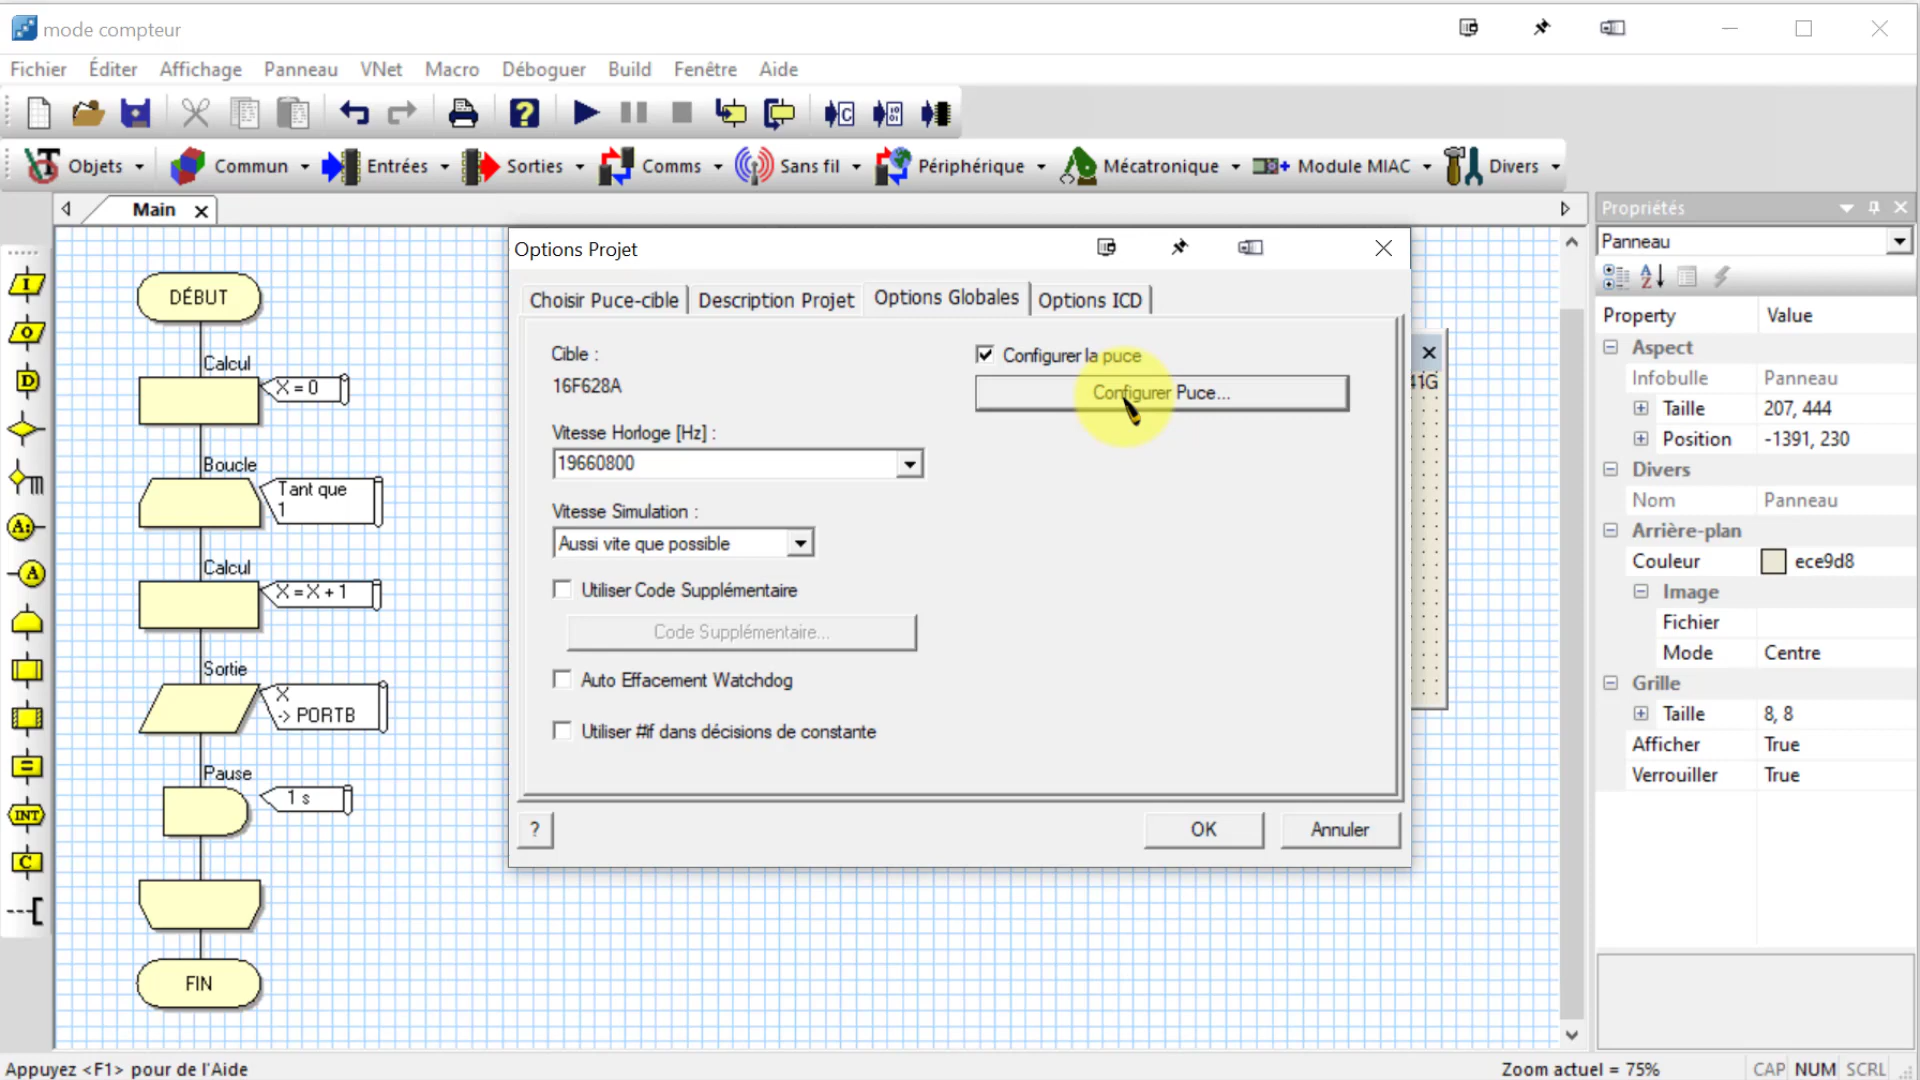 mode compteur
Fichier Éditer Affichage Panneau VNet Macro Déboguer Build Fenêtre Aide
Objets Commun Entrées Sorties Comms Sans fil Périphérique Mécatronique Module MIAC Divers
Main
Propriétés
Panneau
Property Value
Aspect
Infobulle Panneau
Taille 207, 444
Position -1391, 230
Divers
Nom Panneau
Arrière-plan
Couleur ece9d8
Image
Fichier
Mode Centre
Grille
Taille 8, 8
Afficher True
Verrouiller True
DÉBUT
Calcul
X = 0
Boucle
Tant que
1
Calcul
X = X + 1
Sortie
X
-> PORTB
Pause
1 s
FIN
Options Projet
Choisir Puce-cible Description Projet Options Globales Options ICD
Cible :
16F628A
Vitesse Horloge [Hz] :
19660800
Vitesse Simulation :
Aussi vite que possible
Utiliser Code Supplémentaire
Code Supplémentaire...
Auto Effacement Watchdog
Utiliser #if dans décisions de constante
Configurer la puce
Configurer Puce...
? OK Annuler
Appuyez <F1> pour de l'Aide
Zoom actuel = 75% CAP NUM SCRL